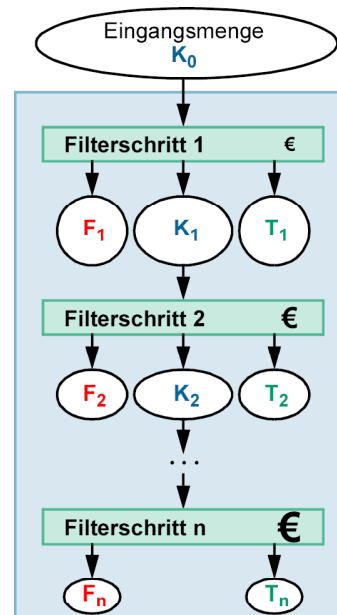 Eingangsmenge
K0
Filterschritt 1 €
F1 K1 T1
Filterschritt 2 €
F2 K2 T2
...
Filterschritt n €
Fn Tn